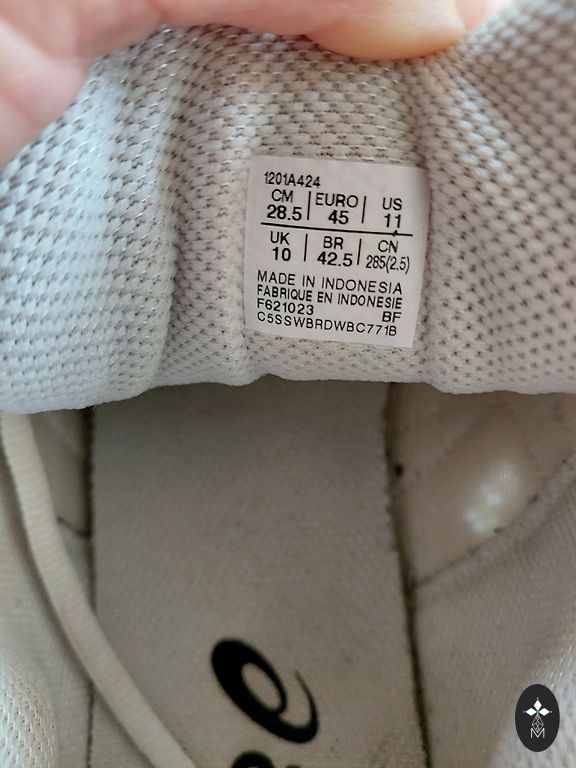 1201A424
CM | EURO | US
28.5 | 45 | 11
UK | BR | CN
10 | 42.5 | 285(2.5)
MADE IN INDONESIA
FABRIQUE EN INDONESIE
F621023 BF
C5SSWBRDWBC771B
M